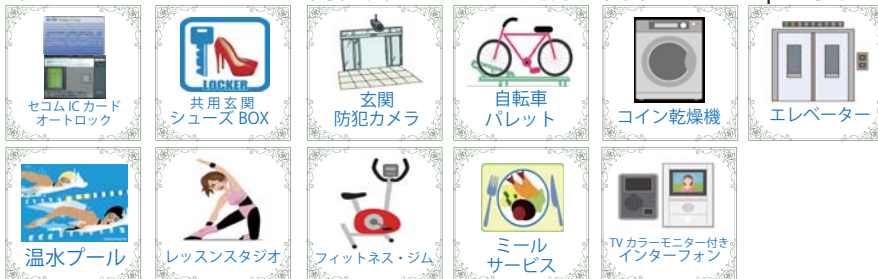 セコム IC カード
オートロック
LOCKER
共用玄関
シューズ BOX
玄関
防犯カメラ
自転車
パレット
コイン乾燥機
エレベーター
温水プール
レッスンスタジオ
フィットネス・ジム
ミール
サービス
TV カラーモニター付き
インターフォン